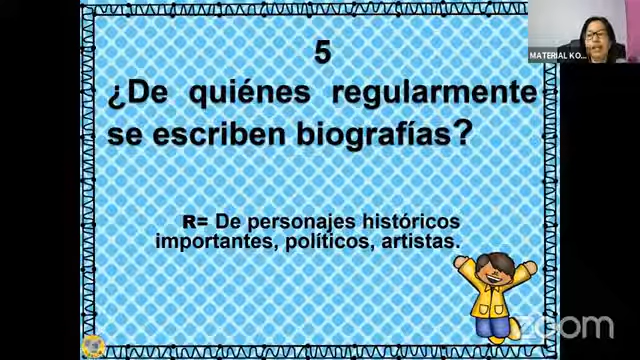 5
¿De quiénes regularmente
se escriben biografías?
R= De personajes históricos
importantes, políticos, artistas.
MATERIAL KO...
zoom